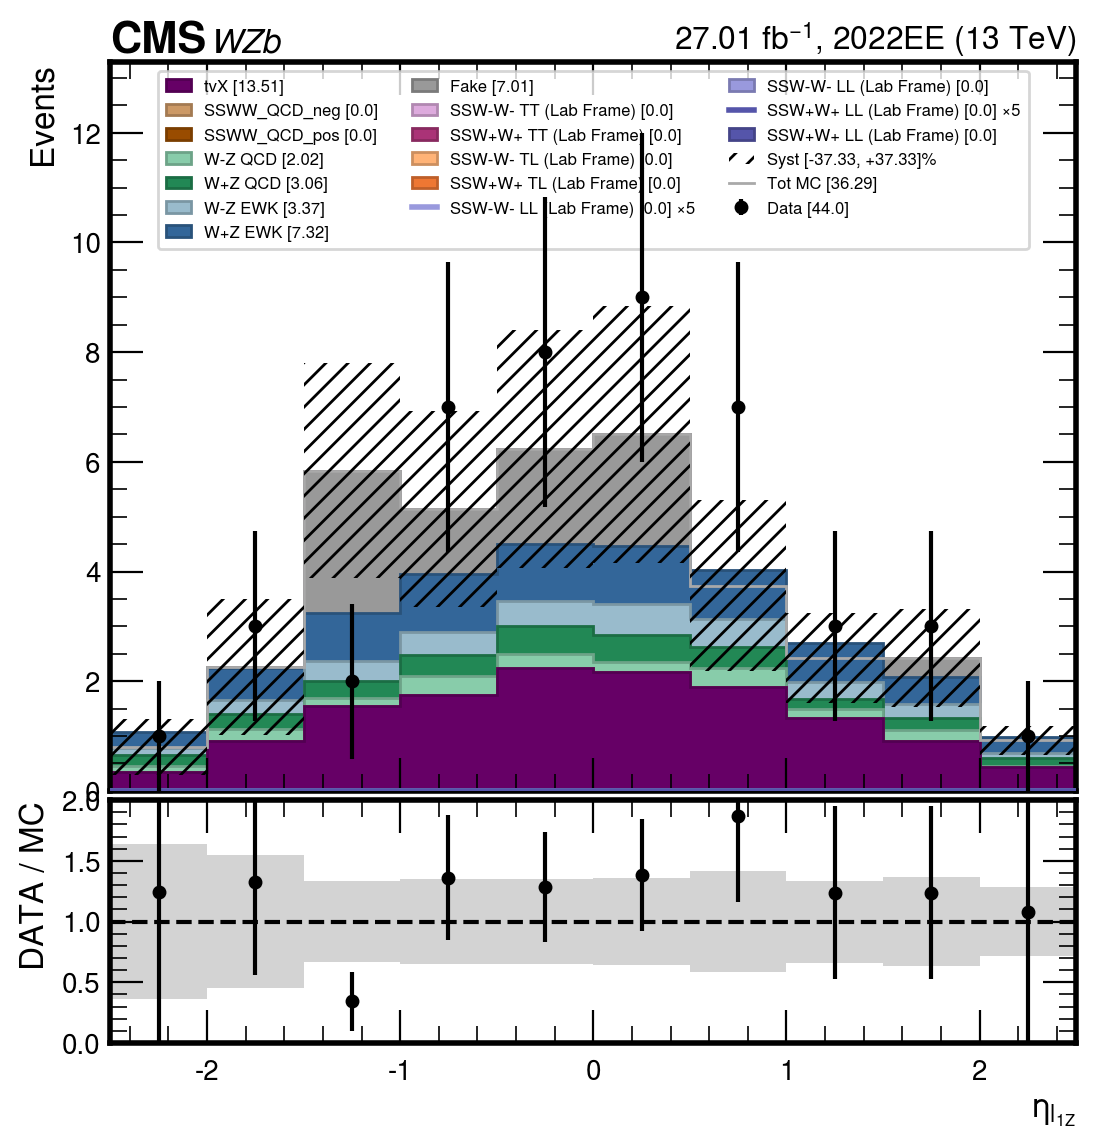 CMS WZb 27.01 fb⁻¹, 2022EE (13 TeV)
Events
tvX [13.51]
SSWW_QCD_neg [0.0]
SSWW_QCD_pos [0.0]
W-Z QCD [2.02]
W+Z QCD [3.06]
W-Z EWK [3.37]
W+Z EWK [7.32]
Fake [7.01]
SSW-W- TT (Lab Frame) [0.0]
SSW+W+ TT (Lab Frame) [0.0]
SSW-W- TL (Lab Frame) [0.0]
SSW+W+ TL (Lab Frame) [0.0]
SSW-W- LL (Lab Frame) [0.0] ×5
SSW-W- LL (Lab Frame) [0.0]
SSW+W+ LL (Lab Frame) [0.0] ×5
SSW+W+ LL (Lab Frame) [0.0]
Syst [-37.33, +37.33]%
Tot MC [36.29]
Data [44.0]
12
10
8
6
4
2
0
DATA / MC
2.0
1.5
1.0
0.5
0.0
-2 -1 0 1 2
η_{l_{1Z}}